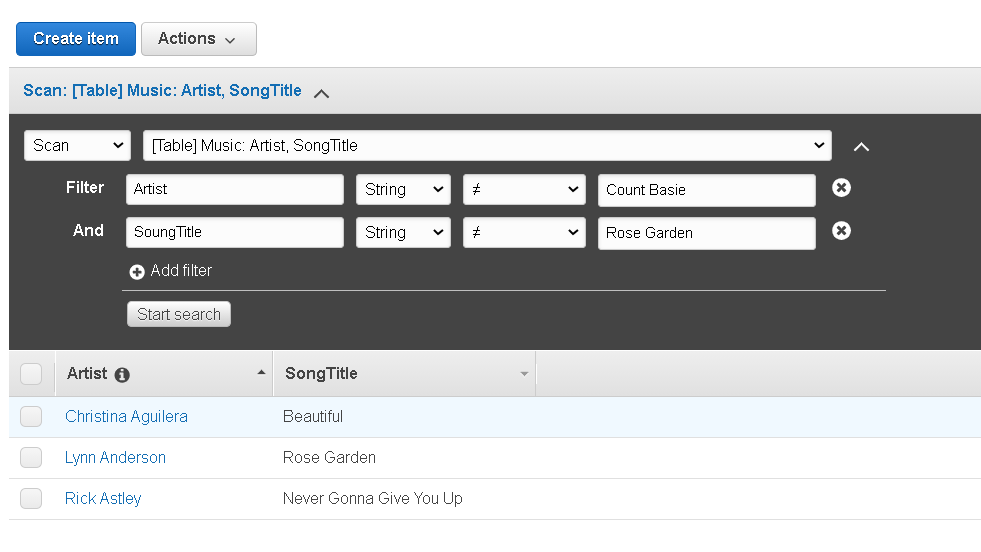 Create item Actions
Scan: [Table] Music: Artist, SongTitle
Scan [Table] Music: Artist, SongTitle
Filter Artist String ≠ Count Basie
And SoungTitle String ≠ Rose Garden
Add filter
Start search
Artist SongTitle
Christina Aguilera Beautiful
Lynn Anderson Rose Garden
Rick Astley Never Gonna Give You Up